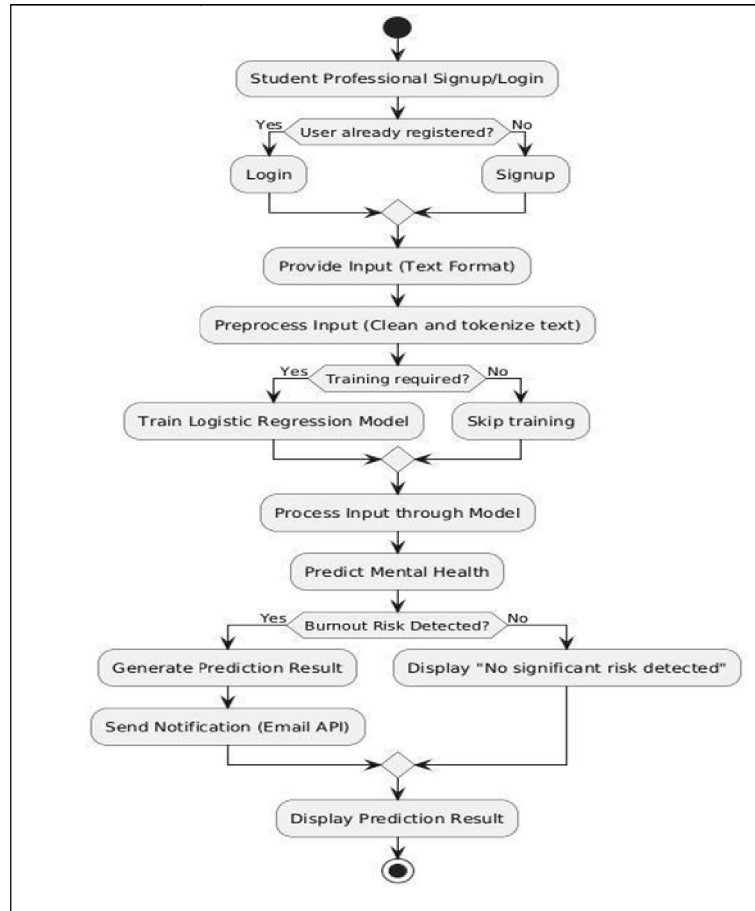 Student Professional Signup/Login
Yes
User already registered?
No
Login
Signup
Provide Input (Text Format)
Preprocess Input (Clean and tokenize text)
Yes
Training required?
No
Train Logistic Regression Model
Skip training
Process Input through Model
Predict Mental Health
Yes
Burnout Risk Detected?
No
Generate Prediction Result
Display "No significant risk detected"
Send Notification (Email API)
Display Prediction Result